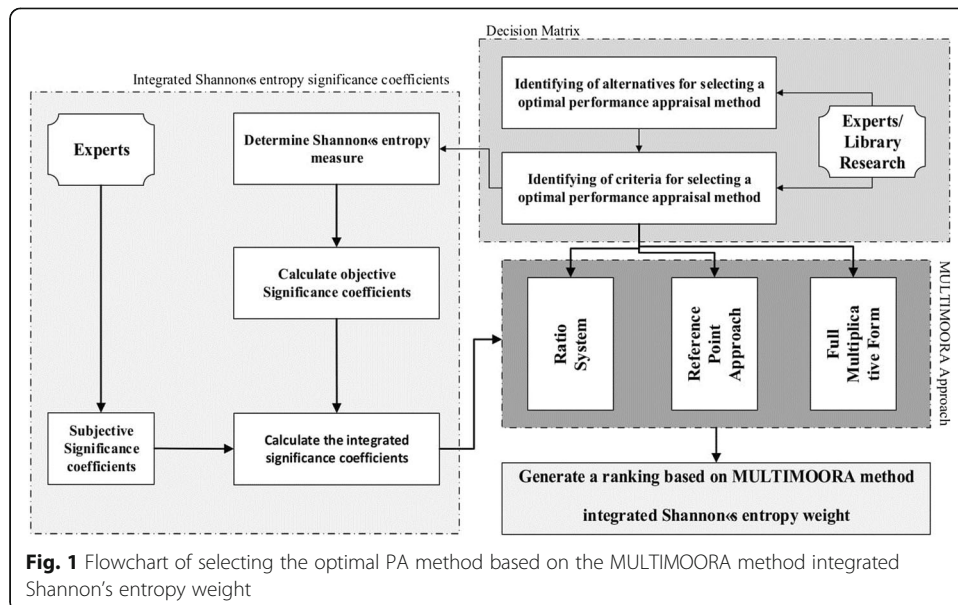 Decision Matrix
Integrated Shannon«s entropy significance coefficients
Identifying of alternatives for selecting a
optimal performance appraisal method
Experts/
Library
Research
Experts
Determine Shannon«s entropy
measure
Identifying of criteria for selecting a
optimal performance appraisal method
Calculate objective
Significance coefficients
Ratio
System
Reference
Point
Approach
Full
Multiplica
tive Form
MULTIMOORA Approach
Subjective
Significance
coefficients
Calculate the integrated
significance coefficients
Generate a ranking based on MULTIMOORA method
integrated Shannon«s entropy weight
Fig. 1 Flowchart of selecting the optimal PA method based on the MULTIMOORA method integrated
Shannon’s entropy weight